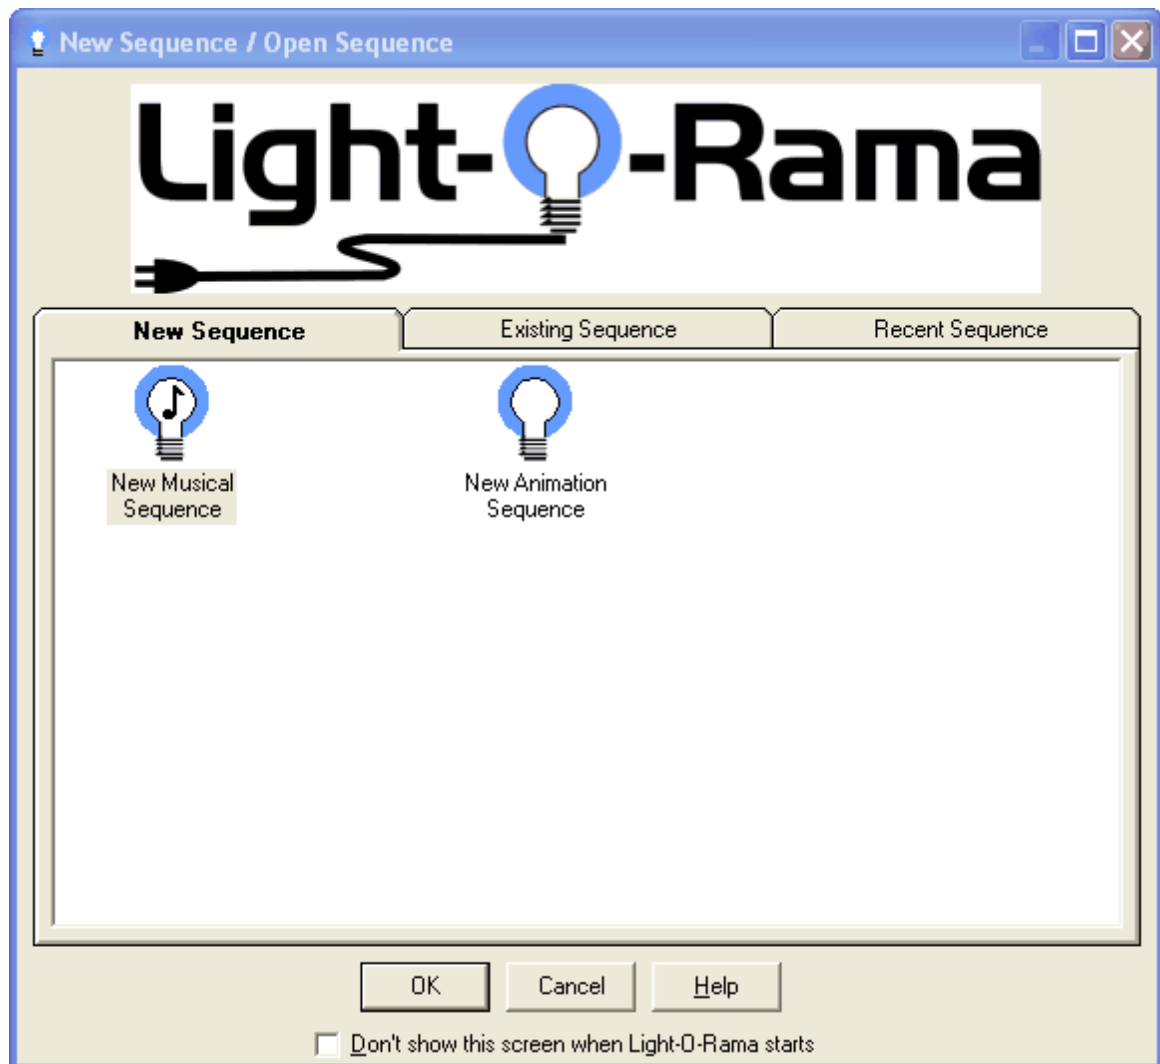 New Sequence / Open Sequence
Light-O-Rama
New Sequence
Existing Sequence
Recent Sequence
New Musical
Sequence
New Animation
Sequence
OK
Cancel
Help
Don't show this screen when Light-O-Rama starts